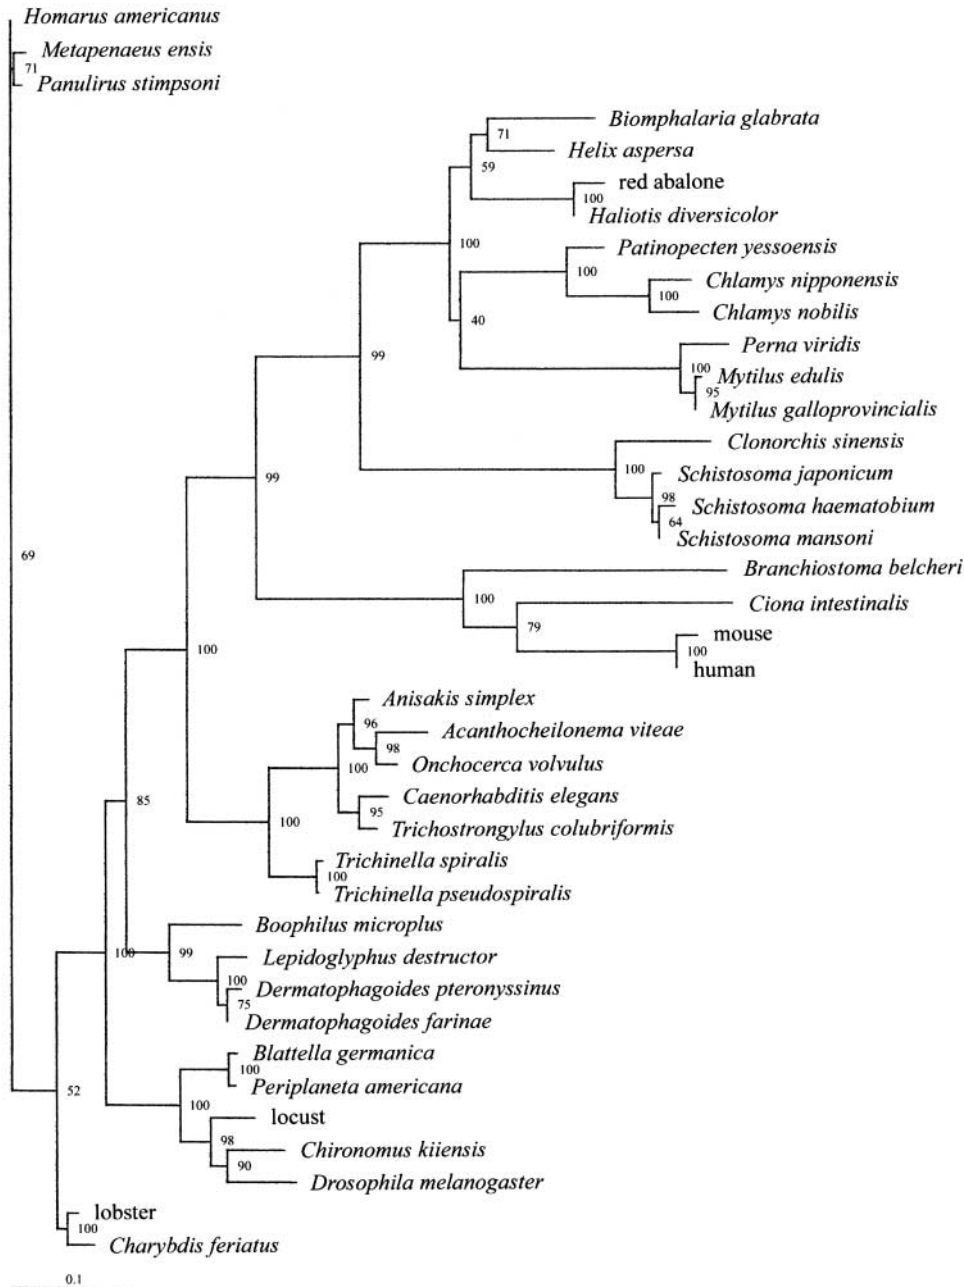 Homarus americanus
Metapenaeus ensis
71
Panulirus stimpsoni
Biomphalaria glabrata
71
Helix aspersa
59
red abalone
100
Haliotis diversicolor
100
Patinopecten yessoensis
100
Chlamys nipponensis
100
Chlamys nobilis
40
Perna viridis
99
100
Mytilus edulis
95
Mytilus galloprovincialis
Clonorchis sinensis
100
Schistosoma japonicum
99
98
Schistosoma haematobium
64
Schistosoma mansoni
69
Branchiostoma belcheri
100
Ciona intestinalis
79
mouse
100
100
human
Anisakis simplex
96
Acanthocheilonema viteae
98
Onchocerca volvulus
100
Caenorhabditis elegans
85
95
100
Trichostrongylus colubriformis
Trichinella spiralis
100
Trichinella pseudospiralis
Boophilus microplus
100
99
Lepidoglyphus destructor
100
Dermatophagoides pteronyssinus
75
Dermatophagoides farinae
Blattella germanica
100
Periplaneta americana
52
100
locust
98
Chironomus kiiensis
90
Drosophila melanogaster
lobster
100
Charybdis feriatus
0.1